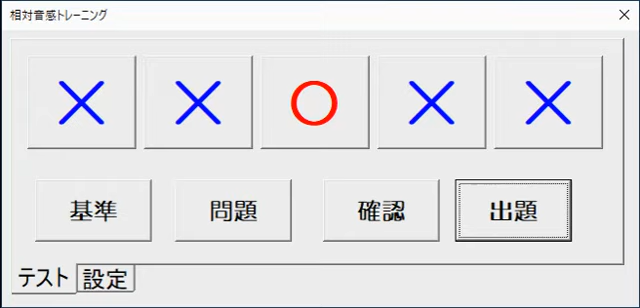 相対音感トレーニング
× × ○ × ×
基準 問題 確認 出題
テスト 設定